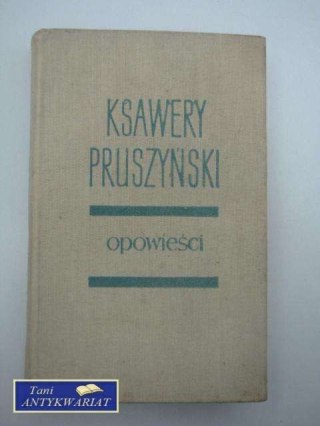 KSAWERY
PRUSZYŃSKI
opowieści
Tani
ANTYKWARIAT